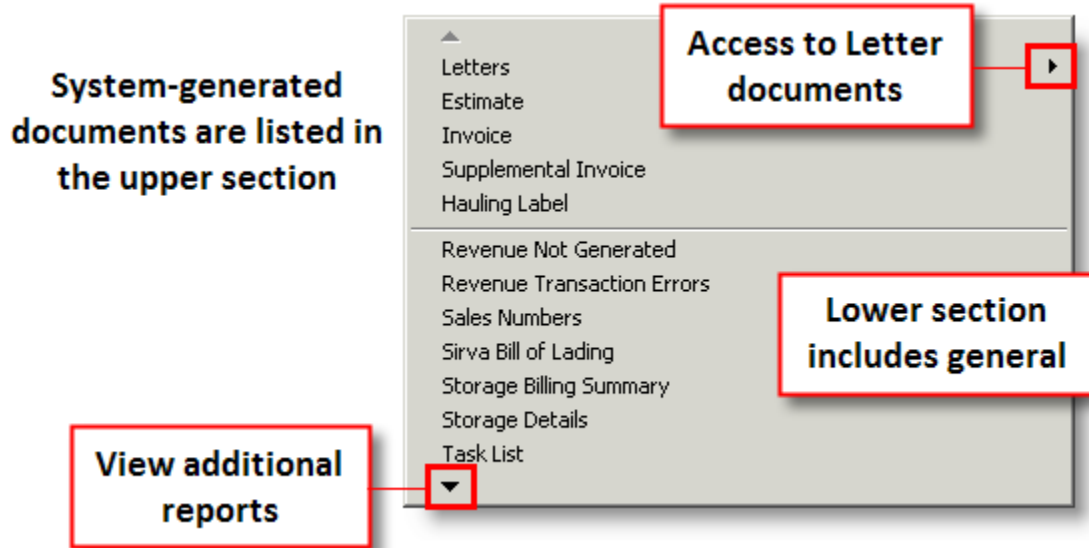 System-generated
documents are listed in
the upper section
Access to Letter
documents
Letters
Estimate
Invoice
Supplemental Invoice
Hauling Label
Revenue Not Generated
Revenue Transaction Errors
Sales Numbers
Sirva Bill of Lading
Storage Billing Summary
Storage Details
Task List
Lower section
includes general
View additional
reports